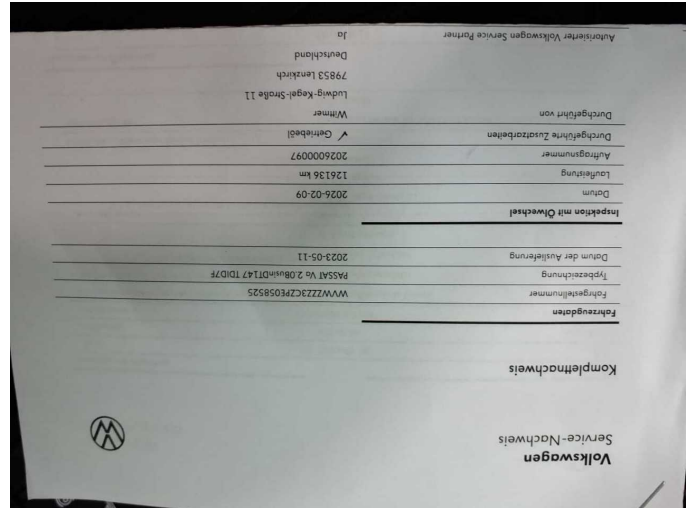 Volkswagen
Service-Nachweis
Komplettnachweis
Fahrzeugdaten
Fahrgestellnummer WVWZZZ3CZPE058525
Typbezeichnung PASSAT Va 2.0BusinDT147 TDID7F
Datum der Auslieferung 2023-05-11
Inspektion mit Ölwechsel
Datum 2026-02-09
Laufleistung 126136 km
Auftragsnummer 2026000097
Durchgeführte Zusatzarbeiten ✓ Getriebeöl
Durchgeführt von Wittmer
Ludwig-Kegel-Straße 11
79853 Lenzkirch
Deutschland
Autorisierter Volkswagen Service Partner Ja